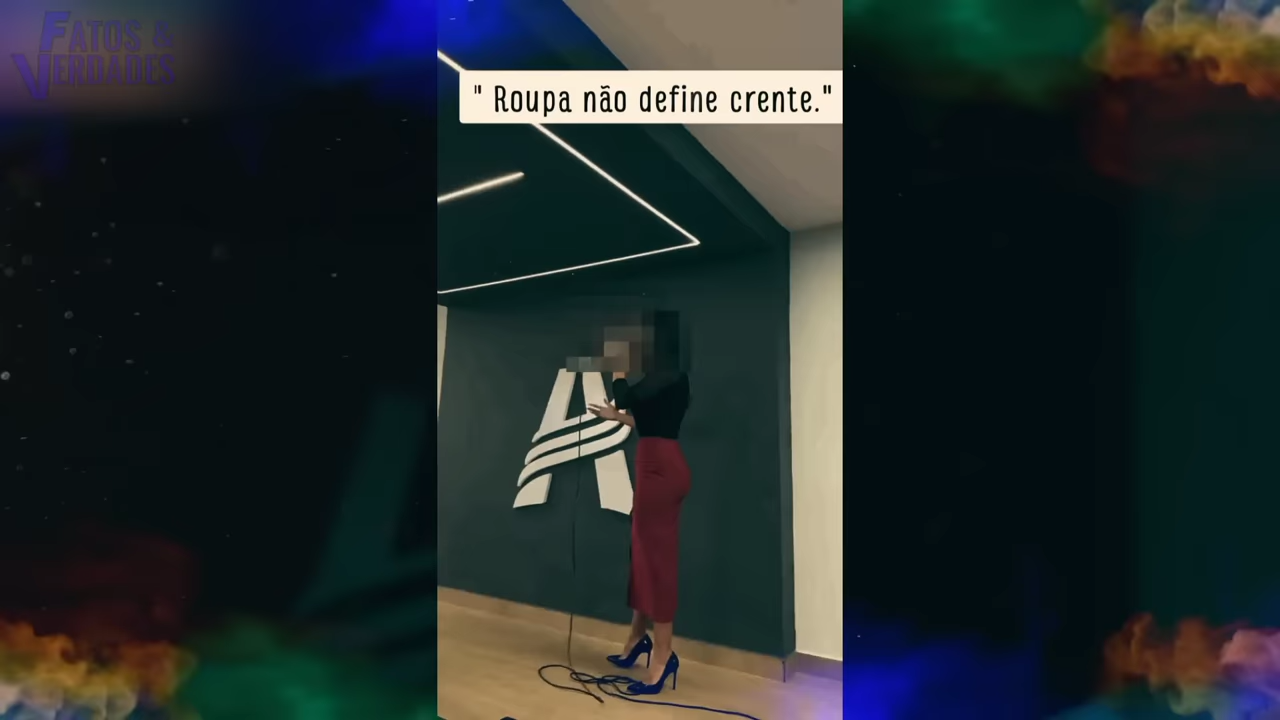 FATOS &
VERDADES
" Roupa não define crente."
A